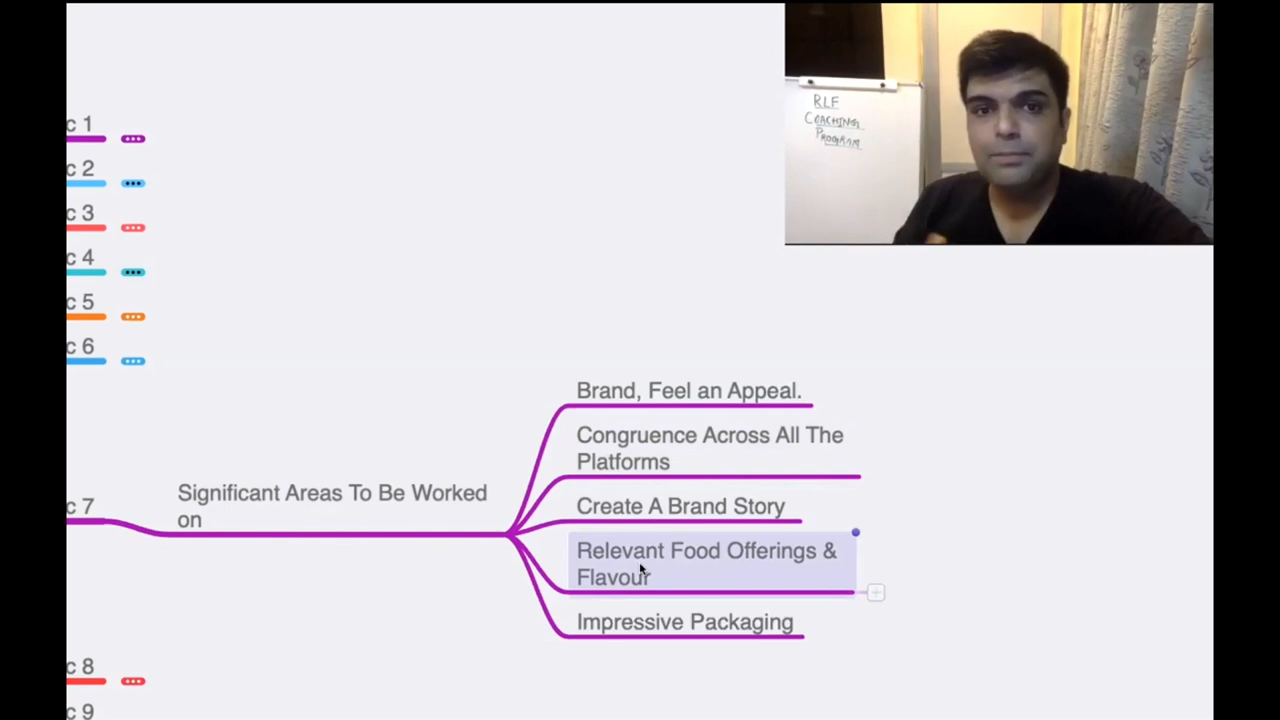 RLF
COACHING
PROGRAM
c 1
c 2
c 3
c 4
c 5
c 6
Brand, Feel an Appeal.
Congruence Across All The
Platforms
Significant Areas To Be Worked
on
c 7
Create A Brand Story
Relevant Food Offerings &
Flavour
Impressive Packaging
c 8
c 9